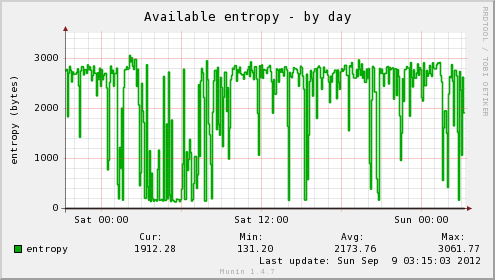 Available entropy - by day
RRDTOOL / TOBI OETIKER
entropy (bytes)
3000
2000
1000
0
Sat 00:00 Sat 12:00 Sun 00:00
Cur: Min: Avg: Max:
entropy 1912.28 131.20 2173.76 3061.77
Last update: Sun Sep 9 03:15:03 2012
Munin 1.4.7